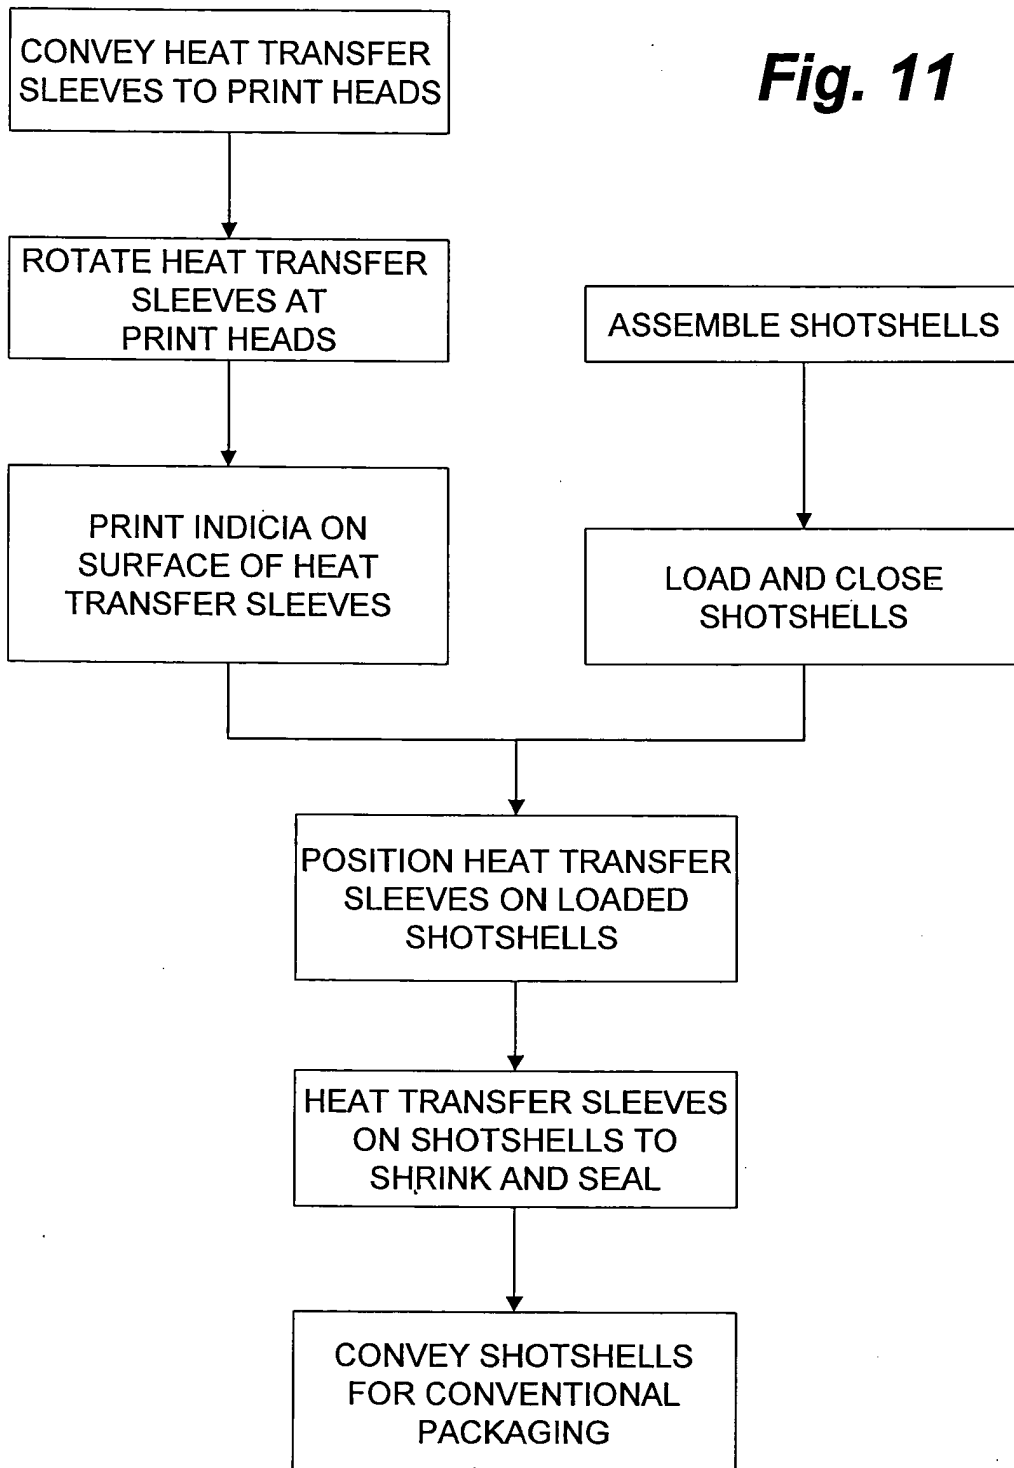 Fig. 11
CONVEY HEAT TRANSFER
SLEEVES TO PRINT HEADS
ROTATE HEAT TRANSFER
SLEEVES AT
PRINT HEADS
PRINT INDICIA ON
SURFACE OF HEAT
TRANSFER SLEEVES
ASSEMBLE SHOTSHELLS
LOAD AND CLOSE
SHOTSHELLS
POSITION HEAT TRANSFER
SLEEVES ON LOADED
SHOTSHELLS
HEAT TRANSFER SLEEVES
ON SHOTSHELLS TO
SHRINK AND SEAL
CONVEY SHOTSHELLS
FOR CONVENTIONAL
PACKAGING